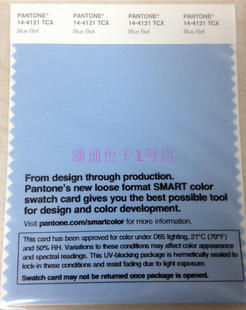 PANTONE® PANTONE® PANTONE® PANTONE®
14-4121 TCX 14-4121 TCX 14-4121 TCX 14-4121 TCX
Blue Bell Blue Bell Blue Bell Blue Bell
潘通色卡1号店
From design through production.
Pantone's new loose format SMART color
swatch card gives you the best possible tool
for design and color development.
Visit pantone.com/smartcolor for more information.
This card has been approved for color under D65 lighting, 21°C (70°F)
and 50% RH. Variations to these conditions may affect color appearance
and spectral readings. This UV-blocking package is hermetically sealed to
lock-in these conditions and resist fading due to light exposure.
Swatch card may not be returned once package is opened.